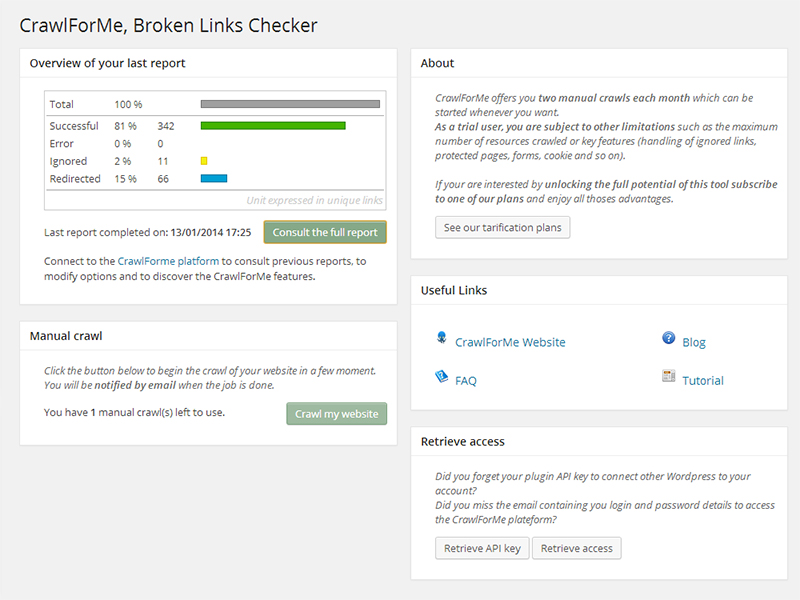 CrawlForMe, Broken Links Checker
Overview of your last report
Total 100 %
Successful 81 % 342
Error 0 % 0
Ignored 2 % 11
Redirected 15 % 66
Unit expressed in unique links
Last report completed on: 13/01/2014 17:25
Consult the full report
Connect to the CrawlForme platform to consult previous reports, to
modify options and to discover the CrawlForMe features.
Manual crawl
Click the button below to begin the crawl of your website in a few moment.
You will be notified by email when the job is done.
You have 1 manual crawl(s) left to use.
Crawl my website
About
CrawlForMe offers you two manual crawls each month which can be
started whenever you want.
As a trial user, you are subject to other limitations such as the maximum
number of resources crawled or key features (handling of ignored links,
protected pages, forms, cookie and so on).
If your are interested by unlocking the full potential of this tool subscribe
to one of our plans and enjoy all thoses advantages.
See our tarification plans
Useful Links
CrawlForMe Website
Blog
FAQ
Tutorial
Retrieve access
Did you forget your plugin API key to connect other Wordpress to your
account?
Did you miss the email containing you login and password details to access
the CrawlForMe plateform?
Retrieve API key
Retrieve access